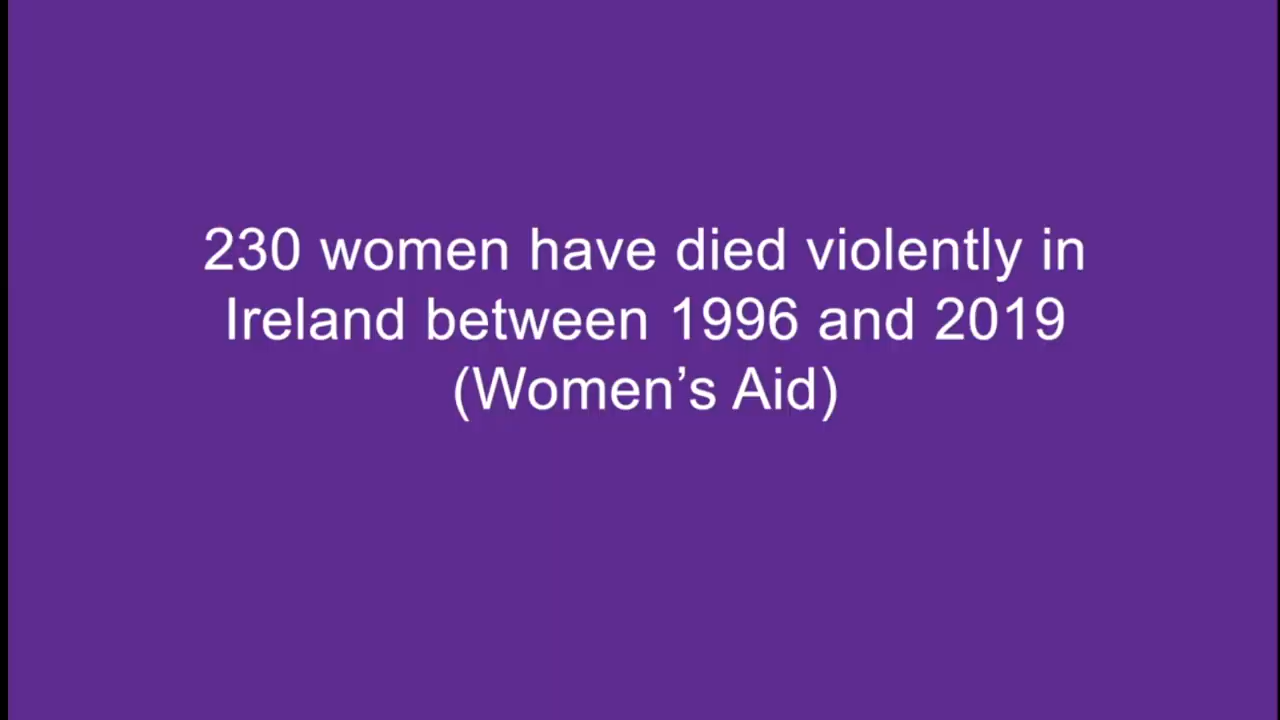 230 women have died violently in
Ireland between 1996 and 2019
(Women’s Aid)